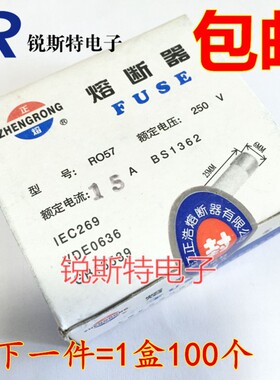 R 锐斯特电子
包邮
正
ZHENGRONG
熔断器
FUSE
型 号: RO57 额定电压: 250 V
额定电流: 15 A BS1362
IEC269
VDE0636
6MM
锐斯特电子
下一件=1盒100个